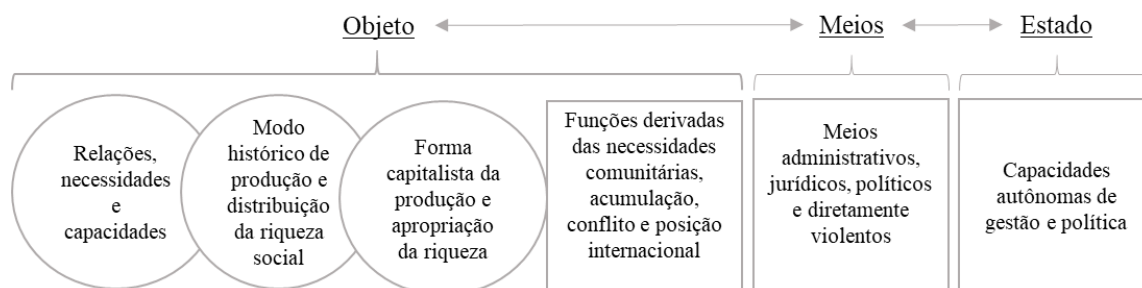 Objeto
Meios
Estado
Relações,
necessidades
e
capacidades
Modo
histórico de
produção e
distribuição
da riqueza
social
Forma
capitalista da
produção e
apropriação
da riqueza
Funções derivadas
das necessidades
comunitárias,
acumulação,
conflito e posição
internacional
Meios
administrativos,
jurídicos, políticos
e diretamente
violentos
Capacidades
autônomas de
gestão e política